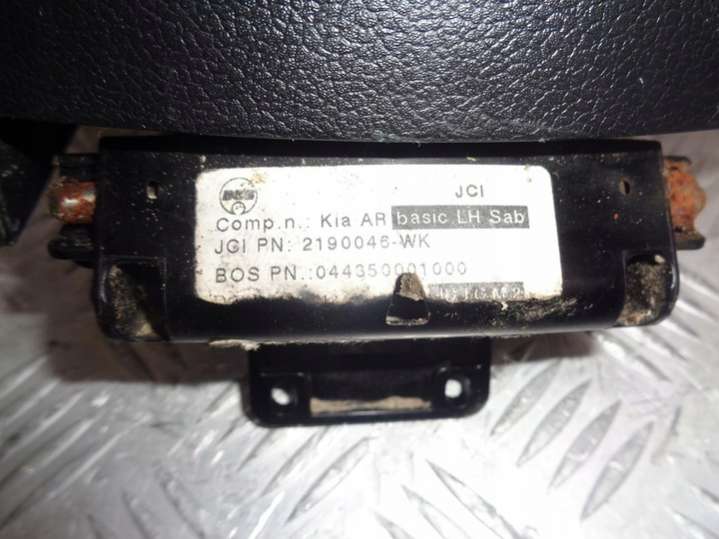 JCI
Comp.n.: Kia AR basic LH Sab
JCI PN: 2190046-WK
BOS PN.:044350001000